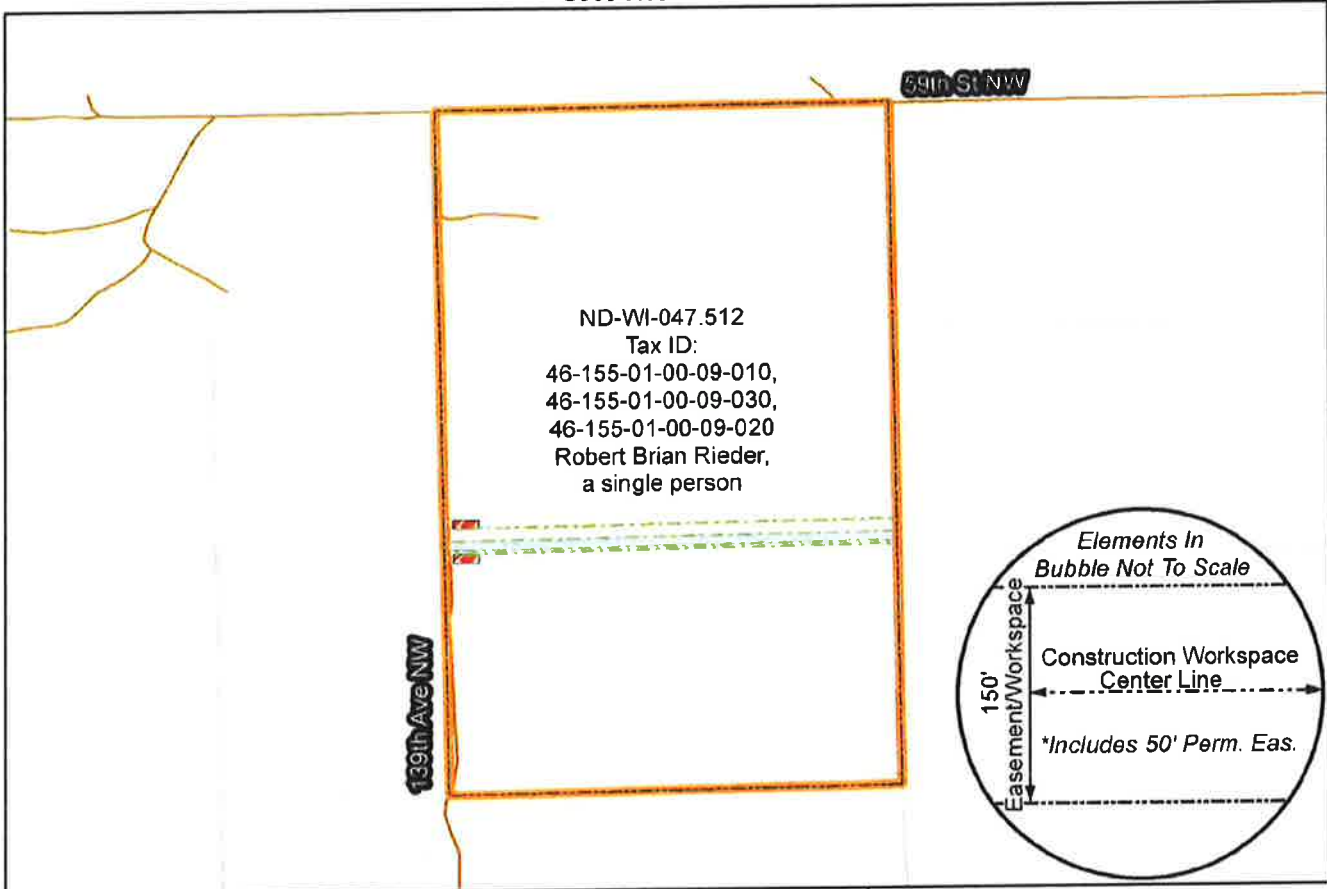 59th St NW
ND-WI-047.512
Tax ID:
46-155-01-00-09-010,
46-155-01-00-09-030,
46-155-01-00-09-020
Robert Brian Rieder,
a single person
139th Ave NW
Elements In
Bubble Not To Scale
150'
Easement/Workspace
Construction Workspace
Center Line
*Includes 50' Perm. Eas.